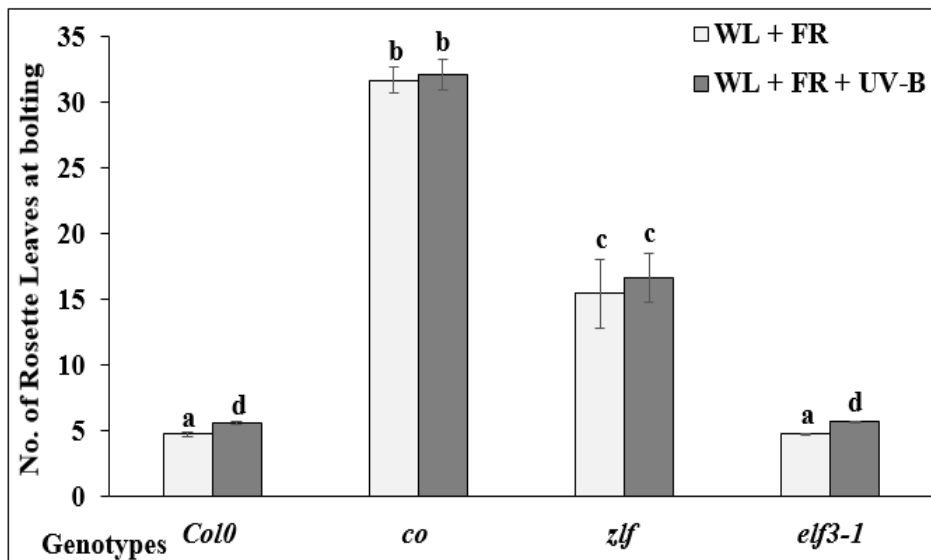 No. of Rosette Leaves at bolting
35
30
25
20
15
10
5
0
WL + FR
WL + FR + UV-B
a
d
b
b
c
c
a
d
Genotypes
Col0
co
zlf
elf3-1